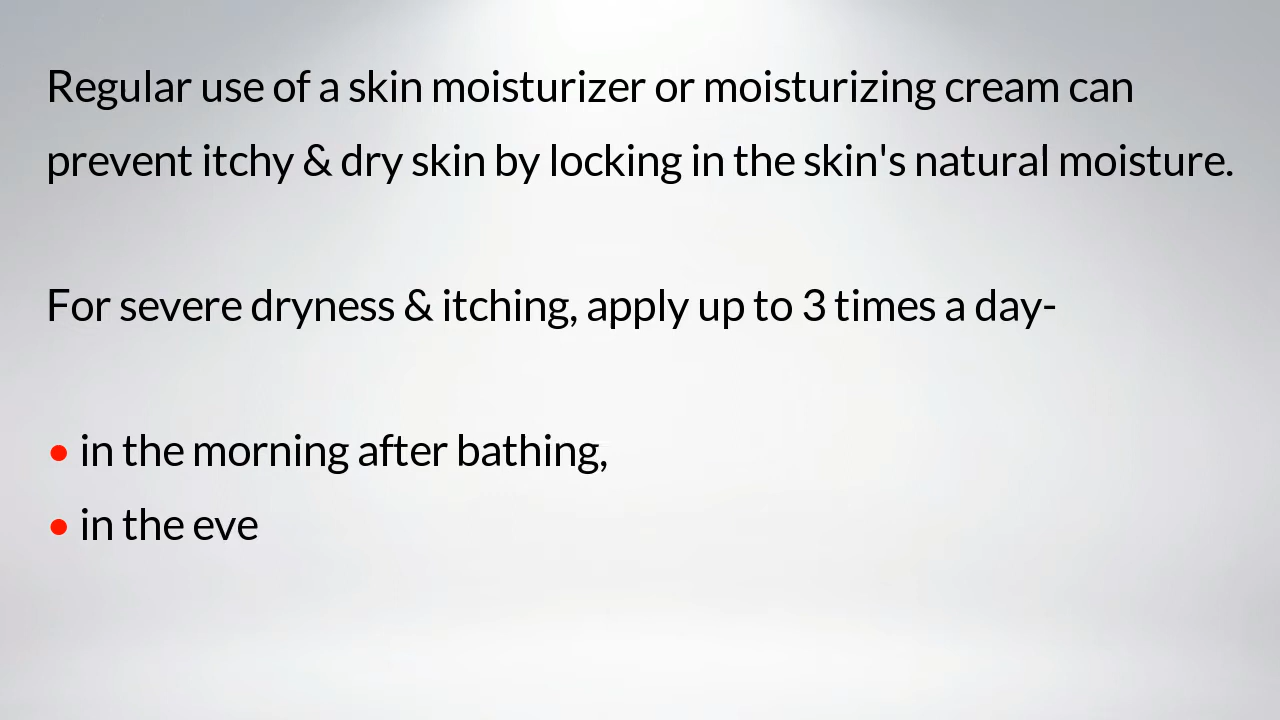 Regular use of a skin moisturizer or moisturizing cream can
prevent itchy & dry skin by locking in the skin's natural moisture.
For severe dryness & itching, apply up to 3 times a day-
• in the morning after bathing,
• in the eve